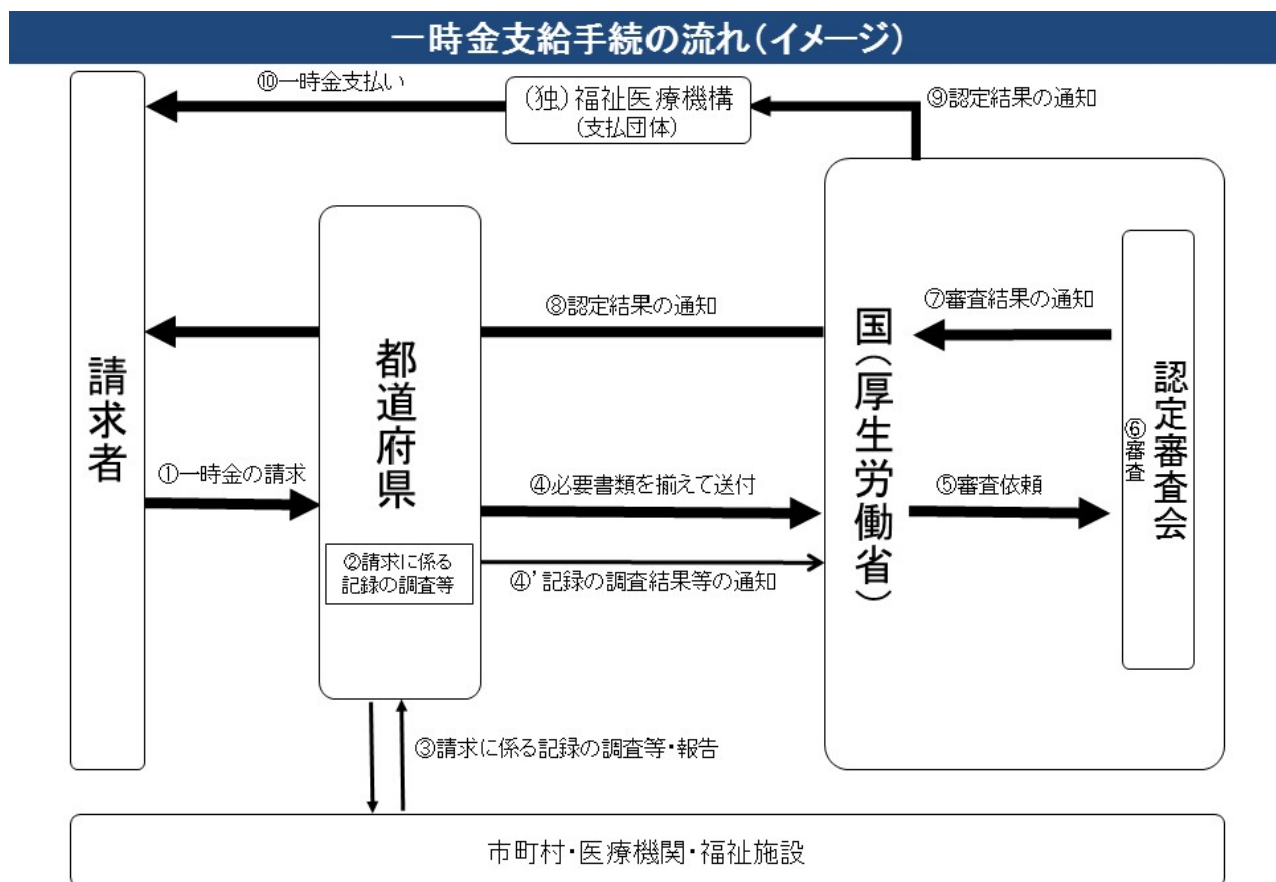 一時金支給手続の流れ(イメージ)
⑩一時金支払い
(独)福祉医療機構
(支払団体)
⑨認定結果の通知
請求者
都道府県
国(厚生労働省)
認定審査会
⑥審査
⑧認定結果の通知
⑦審査結果の通知
①一時金の請求
④必要書類を揃えて送付
⑤審査依頼
②請求に係る
記録の調査等
④’記録の調査結果等の通知
③請求に係る記録の調査等・報告
市町村・医療機関・福祉施設